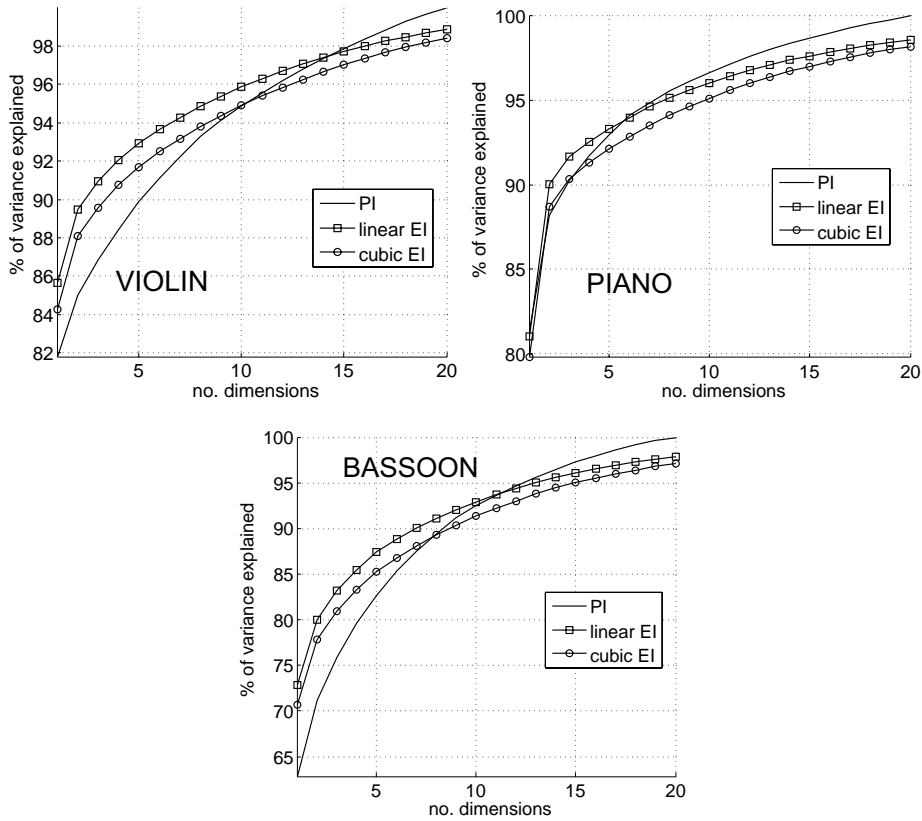 98
96
94
92
90
88
86
84
82
% of variance explained
PI
linear EI
cubic EI
VIOLIN
5
10
15
20
no. dimensions
100
95
90
85
80
% of variance explained
PI
linear EI
cubic EI
PIANO
5
10
15
20
no. dimensions
100
95
90
85
80
75
70
65
% of variance explained
BASSOON
PI
linear EI
cubic EI
5
10
15
20
no. dimensions